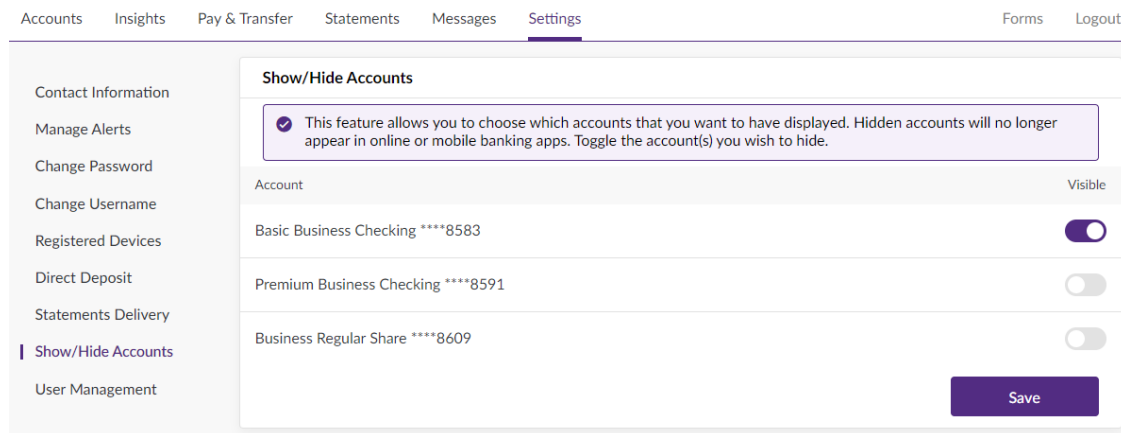 Accounts Insights Pay & Transfer Statements Messages Settings Forms Logout
Contact Information
Manage Alerts
Change Password
Change Username
Registered Devices
Direct Deposit
Statements Delivery
Show/Hide Accounts
User Management
Show/Hide Accounts
This feature allows you to choose which accounts that you want to have displayed. Hidden accounts will no longer
appear in online or mobile banking apps. Toggle the account(s) you wish to hide.
Account Visible
Basic Business Checking ****8583
Premium Business Checking ****8591
Business Regular Share ****8609
Save